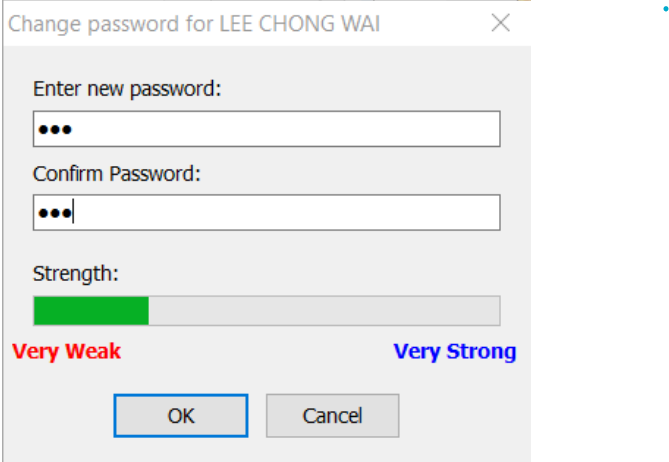 Change password for LEE CHONG WAI
Enter new password:
●●●
Confirm Password:
●●●
Strength:
Very Weak Very Strong
OK Cancel